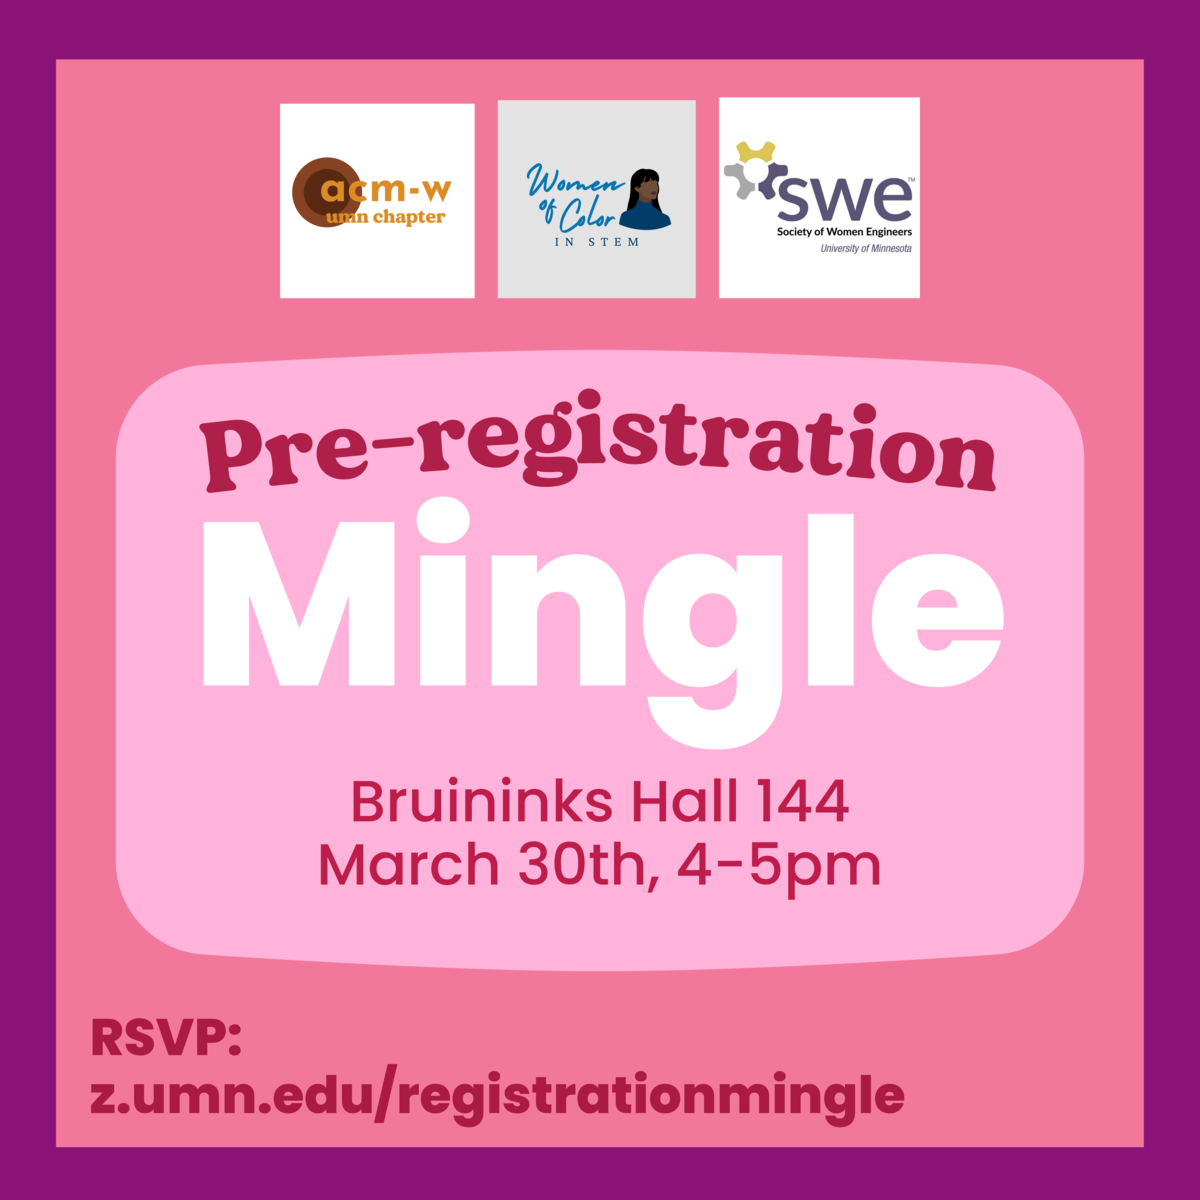 acm-w
umn chapter
Women
of Color
IN STEM
swe™
Society of Women Engineers
University of Minnesota
Pre-registration
Mingle
Bruininks Hall 144
March 30th, 4-5pm
RSVP:
z.umn.edu/registrationmingle